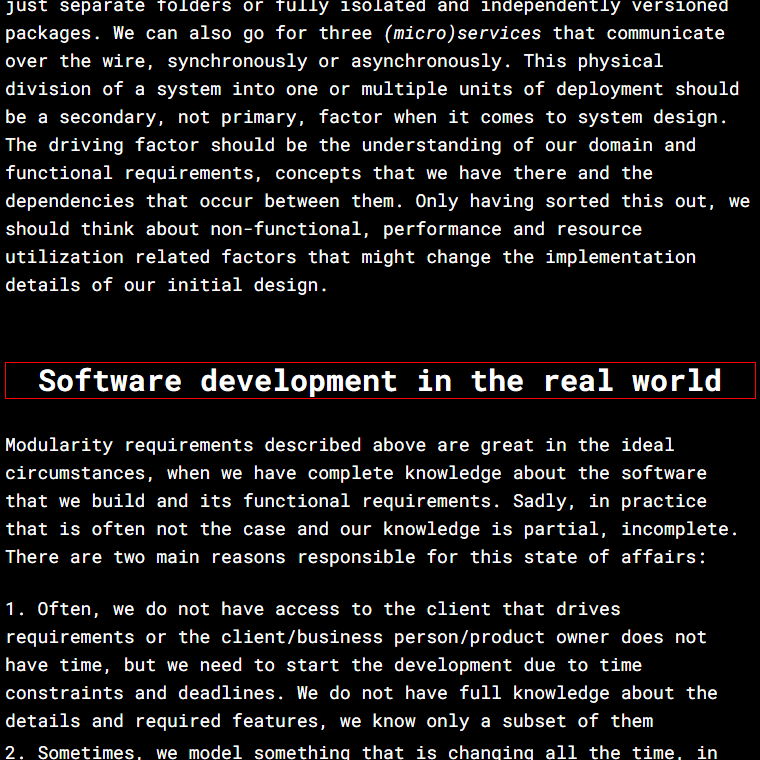 just separate folders or fully isolated and independently versioned
packages. We can also go for three (micro)services that communicate
over the wire, synchronously or asynchronously. This physical
division of a system into one or multiple units of deployment should
be a secondary, not primary, factor when it comes to system design.
The driving factor should be the understanding of our domain and
functional requirements, concepts that we have there and the
dependencies that occur between them. Only having sorted this out, we
should think about non-functional, performance and resource
utilization related factors that might change the implementation
details of our initial design.
Software development in the real world
Modularity requirements described above are great in the ideal
circumstances, when we have complete knowledge about the software
that we build and its functional requirements. Sadly, in practice
that is often not the case and our knowledge is partial, incomplete.
There are two main reasons responsible for this state of affairs:
1. Often, we do not have access to the client that drives
requirements or the client/business person/product owner does not
have time, but we need to start the development due to time
constraints and deadlines. We do not have full knowledge about the
details and required features, we know only a subset of them
2. Sometimes, we model something that is changing all the time, in